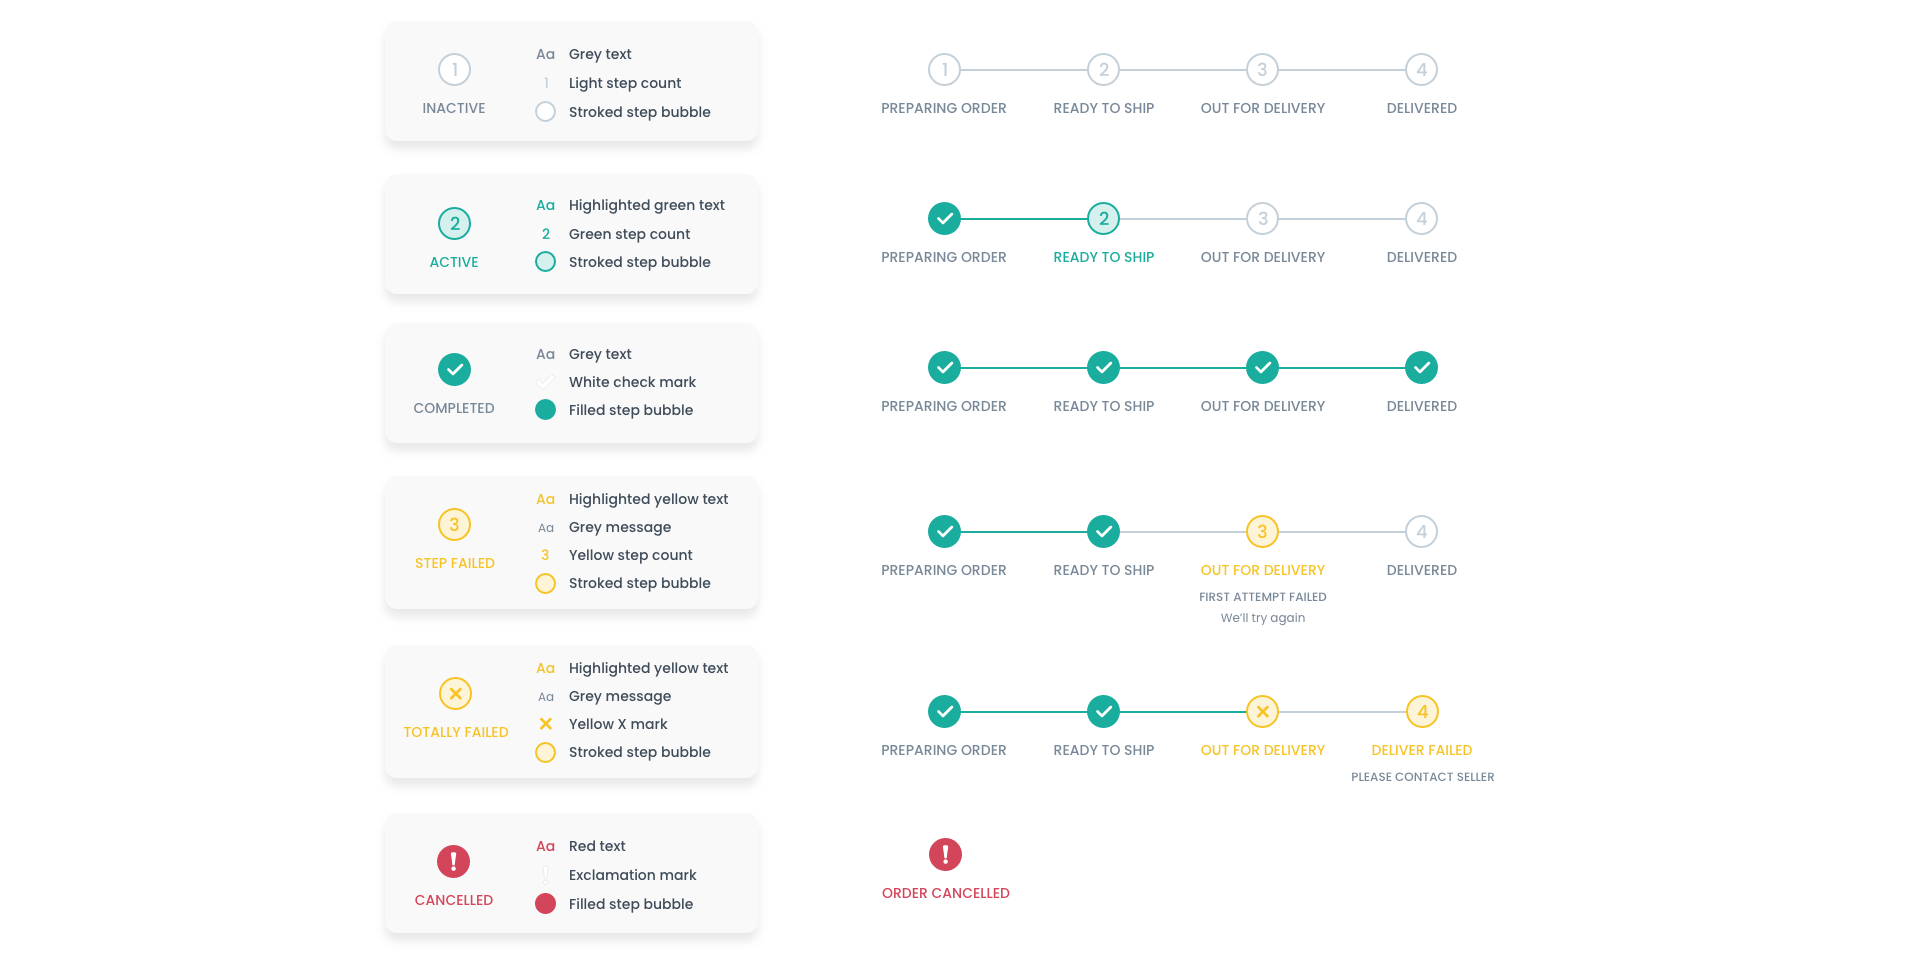 1
INACTIVE
Aa Grey text
1 Light step count
Stroked step bubble
1 2 3 4
PREPARING ORDER READY TO SHIP OUT FOR DELIVERY DELIVERED
2
ACTIVE
Aa Highlighted green text
2 Green step count
Stroked step bubble
2 3 4
PREPARING ORDER READY TO SHIP OUT FOR DELIVERY DELIVERED
COMPLETED
Aa Grey text
White check mark
Filled step bubble
PREPARING ORDER READY TO SHIP OUT FOR DELIVERY DELIVERED
3
STEP FAILED
Aa Highlighted yellow text
Aa Grey message
3 Yellow step count
Stroked step bubble
3 4
PREPARING ORDER READY TO SHIP OUT FOR DELIVERY DELIVERED
FIRST ATTEMPT FAILED
We'll try again
TOTALLY FAILED
Aa Highlighted yellow text
Aa Grey message
Yellow X mark
Stroked step bubble
4
PREPARING ORDER READY TO SHIP OUT FOR DELIVERY DELIVER FAILED
PLEASE CONTACT SELLER
!
CANCELLED
Aa Red text
! Exclamation mark
Filled step bubble
!
ORDER CANCELLED